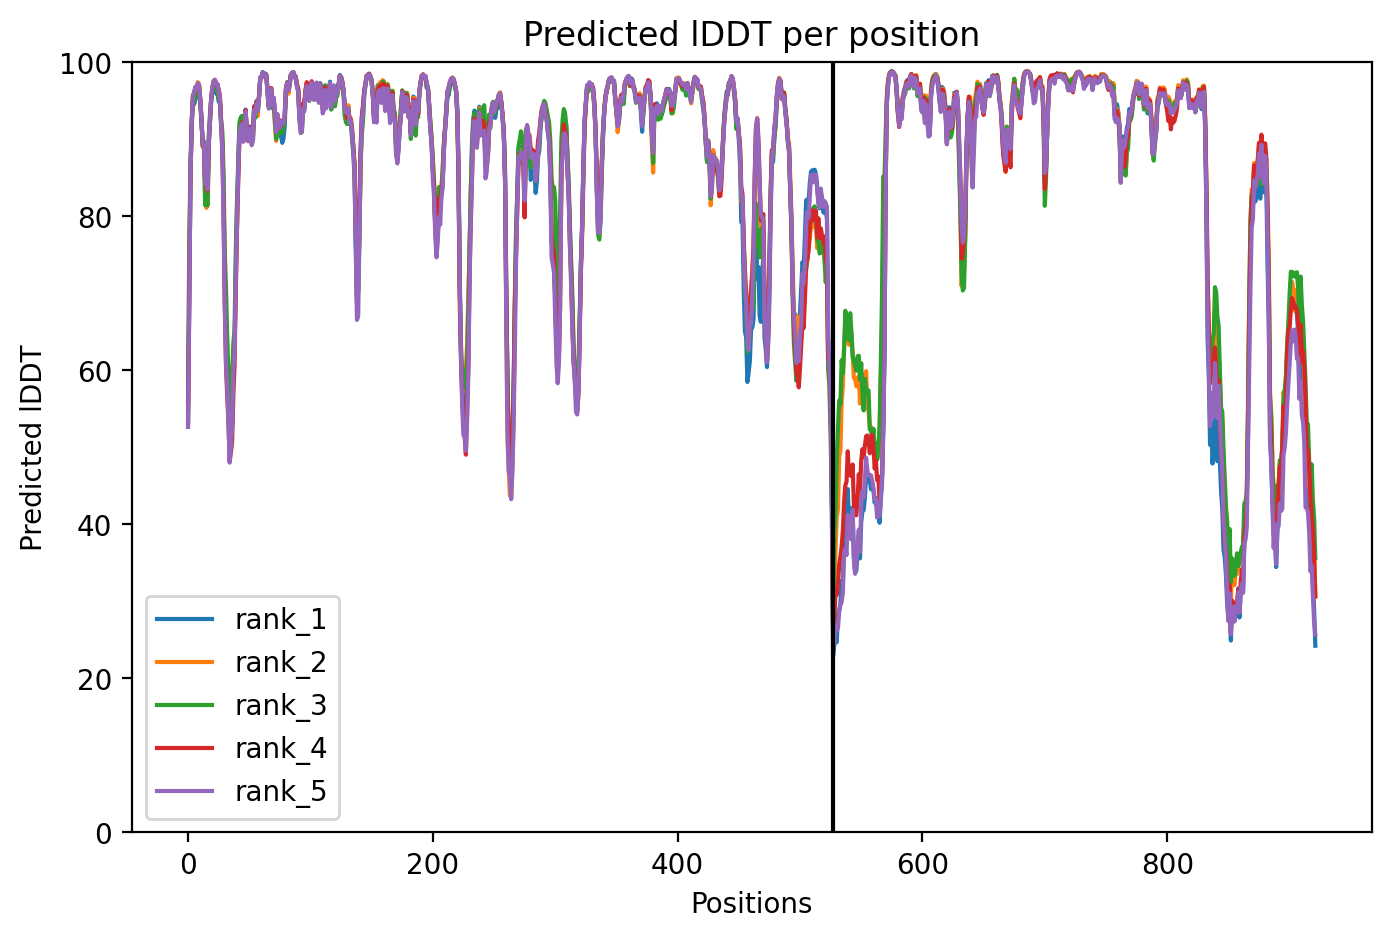 Predicted lDDT per position
100
80
60
40
20
0
Predicted lDDT
rank_1
rank_2
rank_3
rank_4
rank_5
0 200 400 600 800
Positions